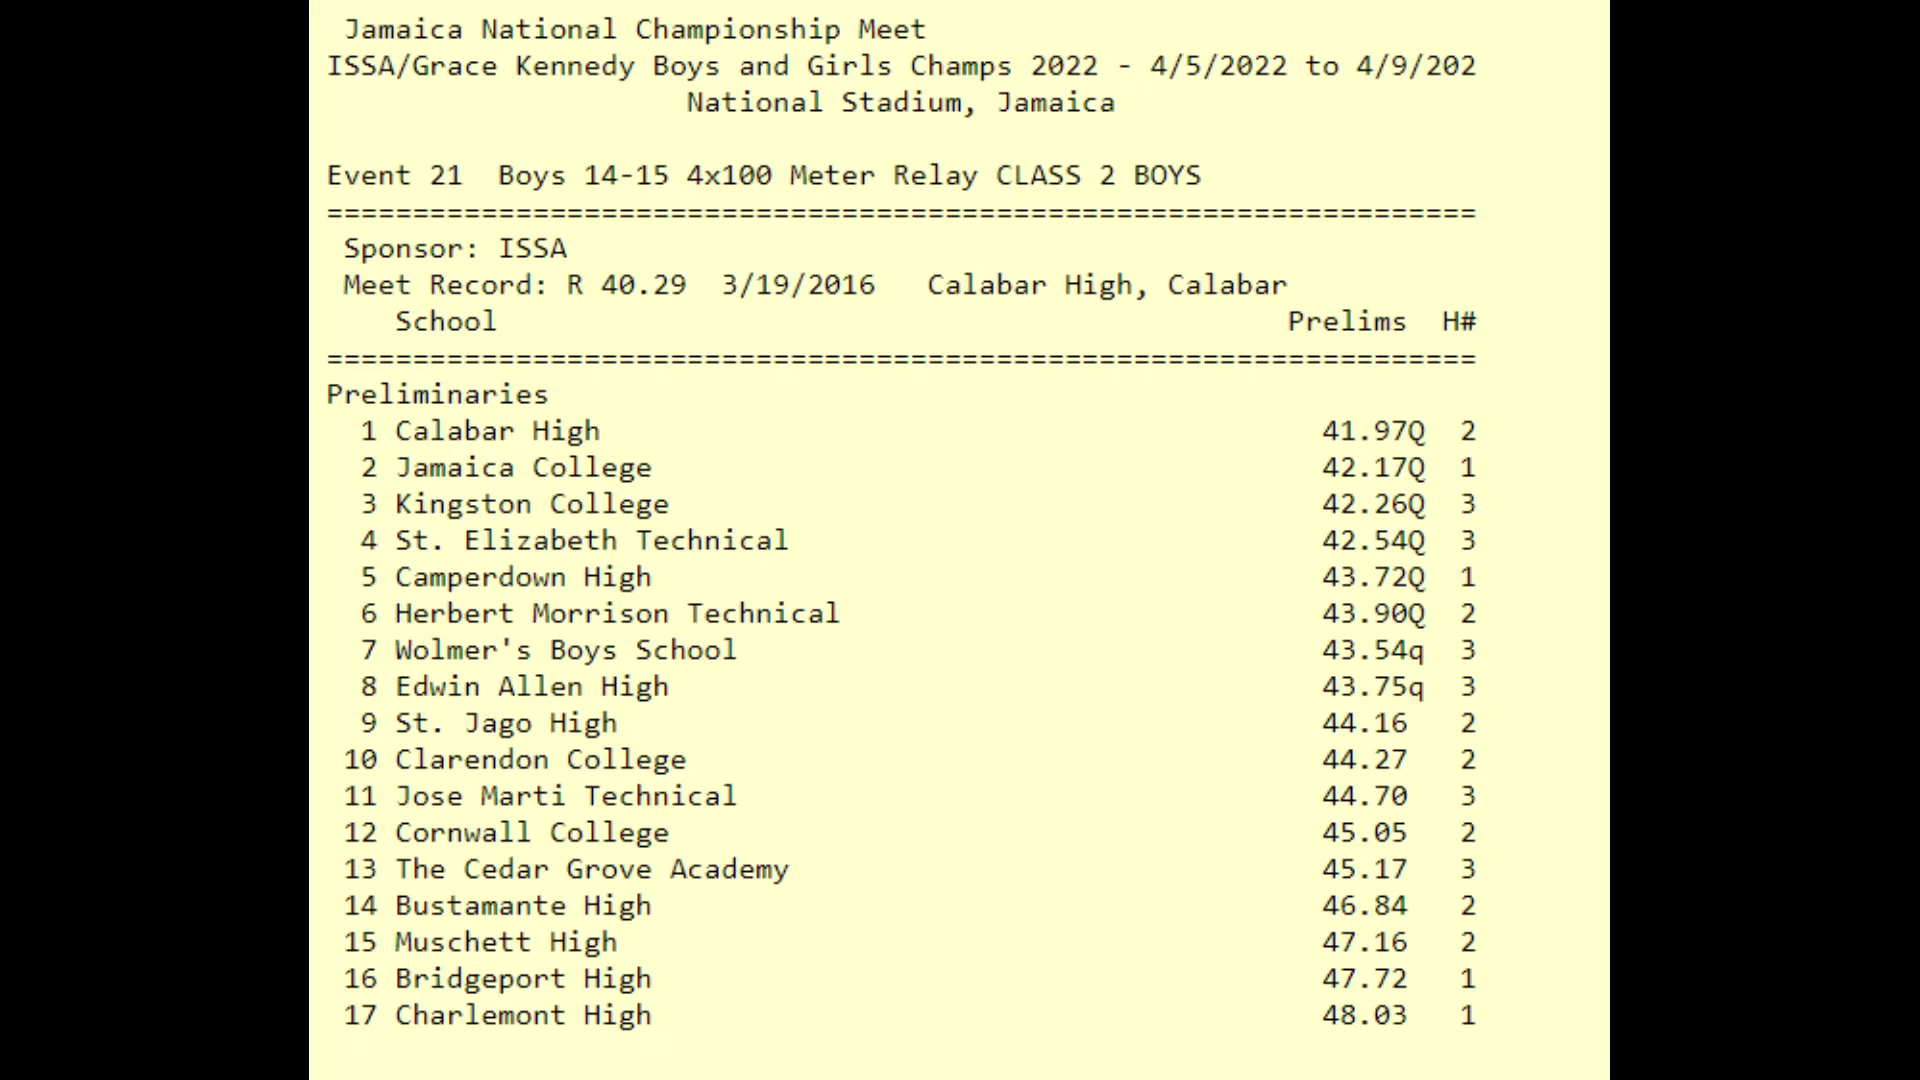 Jamaica National Championship Meet
ISSA/Grace Kennedy Boys and Girls Champs 2022 - 4/5/2022 to 4/9/202
National Stadium, Jamaica
Event 21  Boys 14-15 4x100 Meter Relay CLASS 2 BOYS
===================================================================
Sponsor: ISSA
Meet Record: R 40.29  3/19/2016   Calabar High, Calabar
School Prelims  H#
===================================================================
Preliminaries
1 Calabar High 41.97Q  2
2 Jamaica College 42.17Q  1
3 Kingston College 42.26Q  3
4 St. Elizabeth Technical 42.54Q  3
5 Camperdown High 43.72Q  1
6 Herbert Morrison Technical 43.90Q  2
7 Wolmer's Boys School 43.54q  3
8 Edwin Allen High 43.75q  3
9 St. Jago High 44.16   2
10 Clarendon College 44.27   2
11 Jose Marti Technical 44.70   3
12 Cornwall College 45.05   2
13 The Cedar Grove Academy 45.17   3
14 Bustamante High 46.84   2
15 Muschett High 47.16   2
16 Bridgeport High 47.72   1
17 Charlemont High 48.03   1